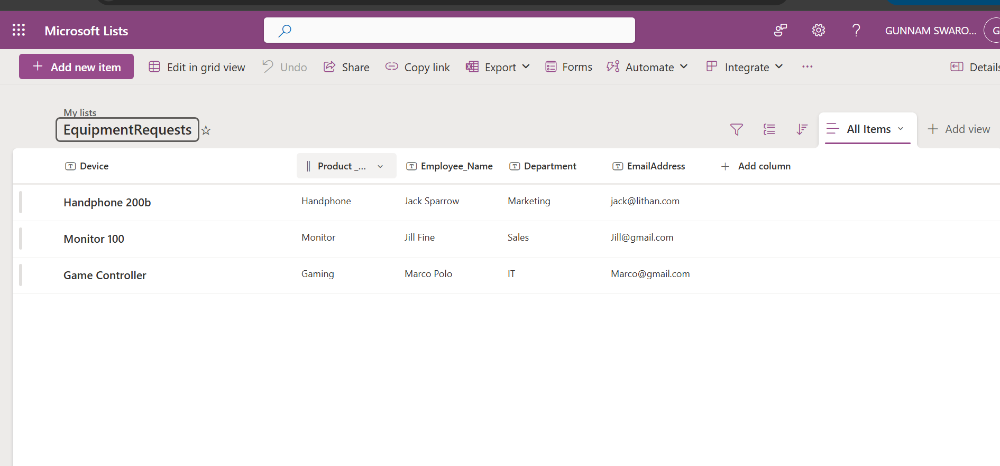 Microsoft Lists
GUNNAM SWARO...
G
Add new item
Edit in grid view
Undo
Share
Copy link
Export
Forms
Automate
Integrate
Details
My lists
EquipmentRequests
All Items
Add view
Device
Product _...
Employee_Name
Department
EmailAddress
Add column
Handphone 200b
Handphone
Jack Sparrow
Marketing
jack@lithan.com
Monitor 100
Monitor
Jill Fine
Sales
Jill@gmail.com
Game Controller
Gaming
Marco Polo
IT
Marco@gmail.com